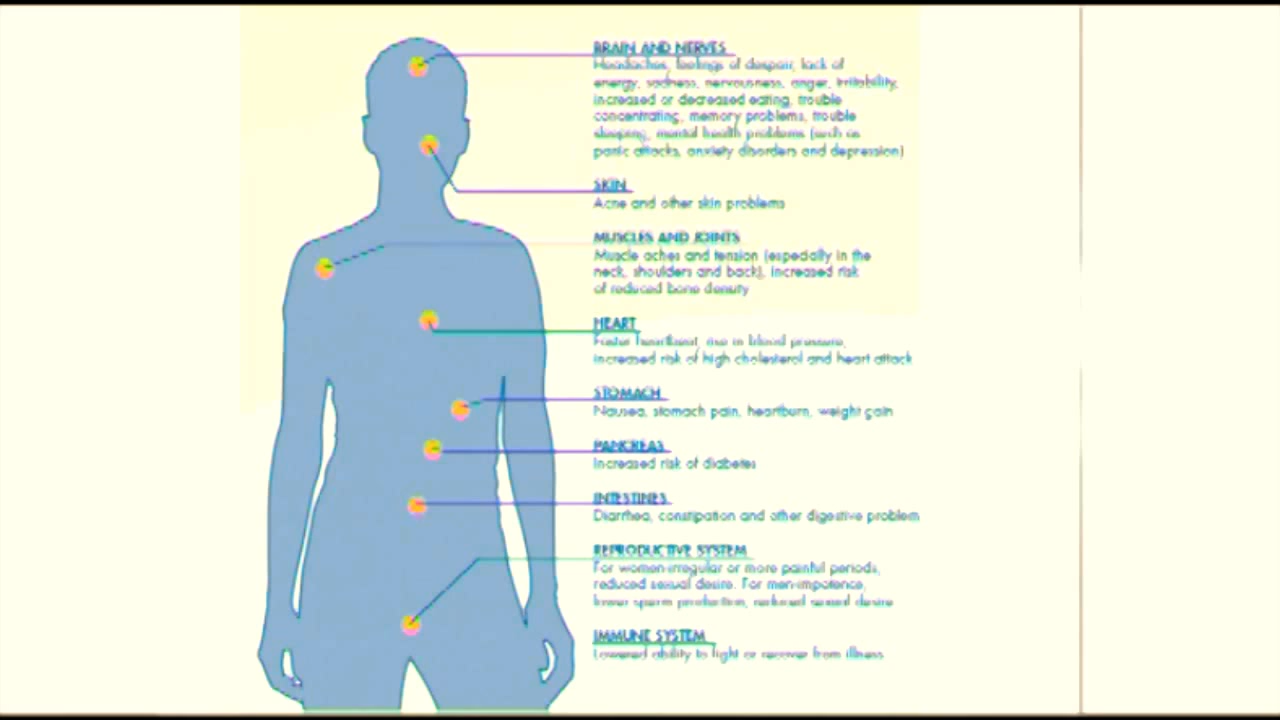 BRAIN AND NERVES
Headaches, feelings of despair, lack of
energy, sadness, nervousness, anger, irritability,
increased or decreased eating, trouble
concentrating, memory problems, trouble
sleeping, mental health problems (such as
panic attacks, anxiety disorders and depression)
SKIN
Acne and other skin problems
MUSCLES AND JOINTS
Muscle aches and tension (especially in the
neck, shoulders and back), increased risk
of reduced bone density
HEART
Faster heartbeat, rise in blood pressure,
increased risk of high cholesterol and heart attack
STOMACH
Nausea, stomach pain, heartburn, weight gain
PANCREAS
Increased risk of diabetes
INTESTINES
Diarrhea, constipation and other digestive problem
REPRODUCTIVE SYSTEM
For women-irregular or more painful periods,
reduced sexual desire. For men-impotence,
lower sperm production, reduced sexual desire
IMMUNE SYSTEM
Lowered ability to fight or recover from illness